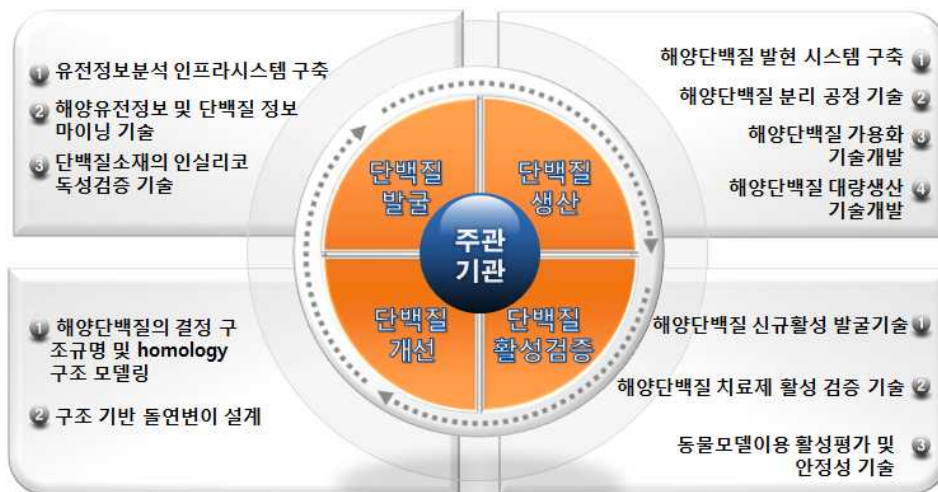 1 유전정보분석 인프라시스템 구축
2 해양유전정보 및 단백질 정보
마이닝 기술
3 단백질소재의 인실리코
독성검증 기술
해양단백질 발현 시스템 구축 1
해양단백질 분리 공정 기술 2
해양단백질 가용화 3
기술개발
해양단백질 대량생산 4
기술개발
단백질
발굴
단백질
생산
주관
기관
단백질
개선
단백질
활성검증
1 해양단백질의 결정 구
조규명 및 homology
구조 모델링
2 구조 기반 돌연변이 설계
해양단백질 신규활성 발굴기술 1
해양단백질 치료제 활성 검증 기술 2
동물모델이용 활성평가 및 3
안정성 기술